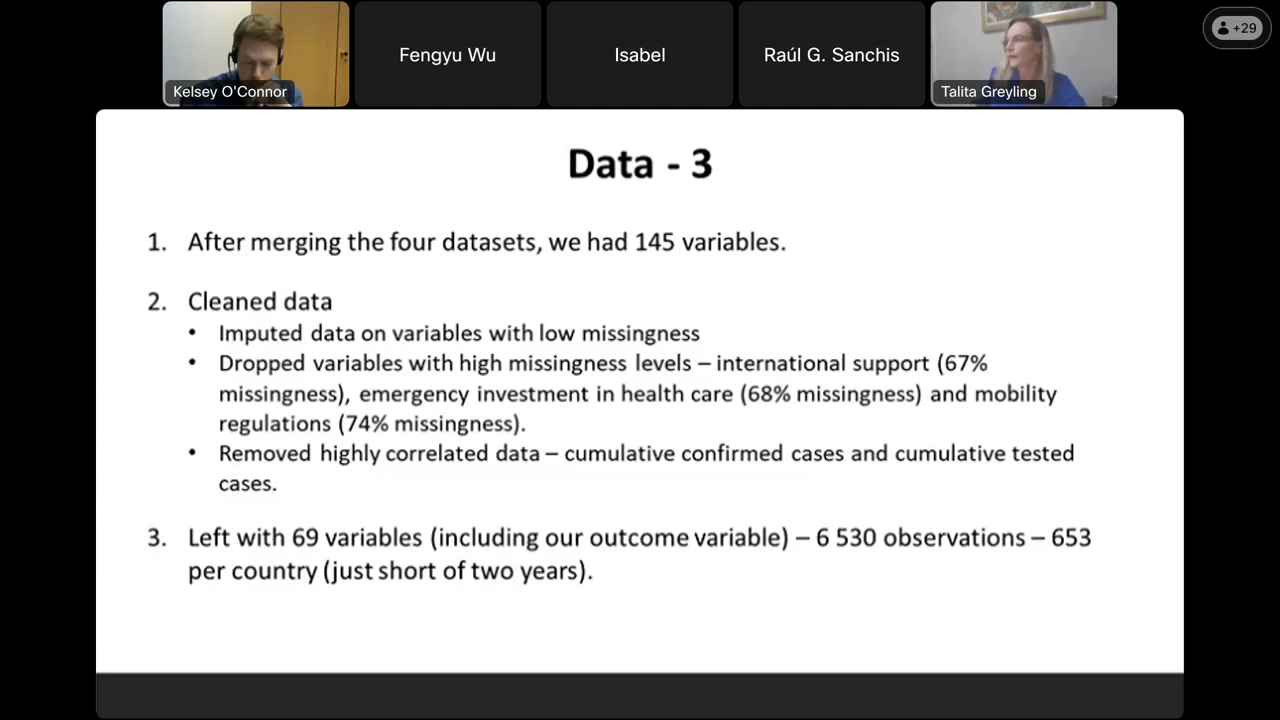 Kelsey O'Connor
Fengyu Wu
Isabel
Raúl G. Sanchis
Talita Greyling
+29
Data - 3
1. After merging the four datasets, we had 145 variables.
2. Cleaned data
• Imputed data on variables with low missingness
• Dropped variables with high missingness levels – international support (67%
missingness), emergency investment in health care (68% missingness) and mobility
regulations (74% missingness).
• Removed highly correlated data – cumulative confirmed cases and cumulative tested
cases.
3. Left with 69 variables (including our outcome variable) – 6 530 observations – 653
per country (just short of two years).